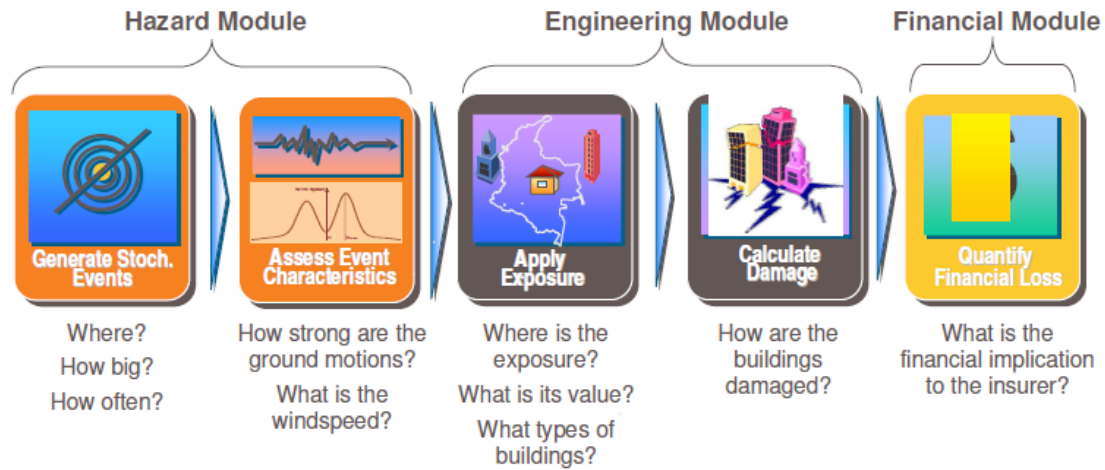 Hazard Module
Engineering Module
Financial Module
Generate Stoch.
Events
Assess Event
Characteristics
Apply
Exposure
Calculate
Damage
Quantify
Financial Loss
Where?
How big?
How often?
How strong are the
ground motions?
What is the
windspeed?
Where is the
exposure?
What is its value?
What types of
buildings?
How are the
buildings
damaged?
What is the
financial implication
to the insurer?